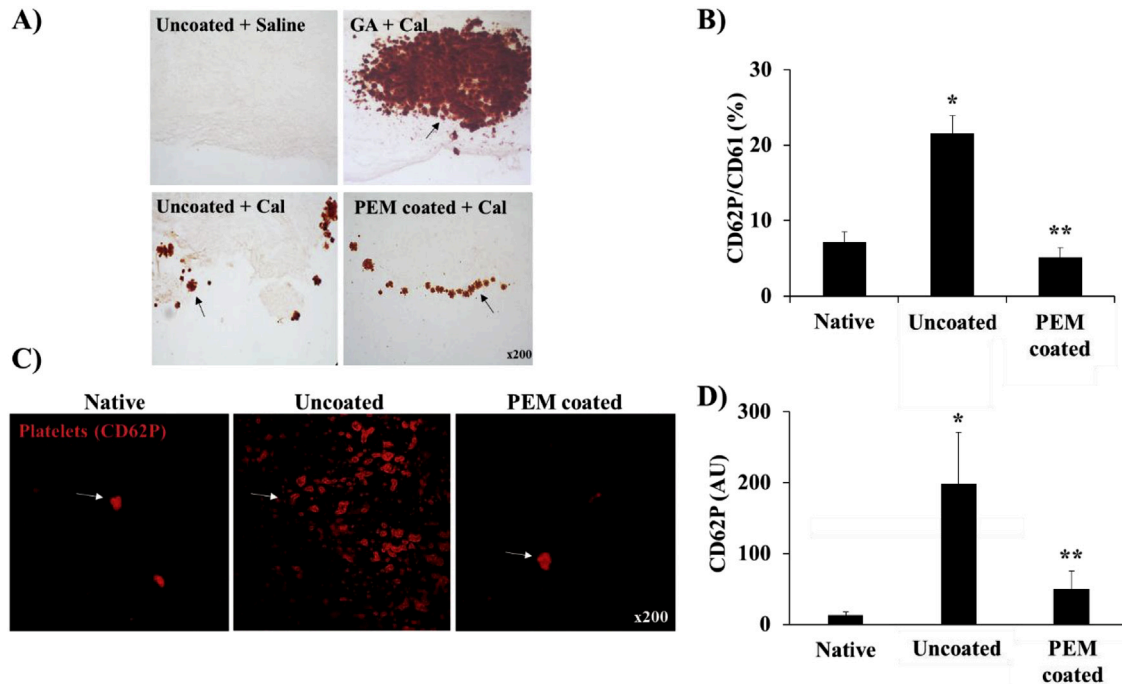 A)
Uncoated + Saline
GA + Cal
Uncoated + Cal
PEM coated + Cal
x200
B)
CD62P/CD61 (%)
30
20
10
0
*
**
Native
Uncoated
PEM
coated
C)
Native
Uncoated
PEM coated
Platelets (CD62P)
x200
D)
CD62P (AU)
300
200
100
0
*
**
Native
Uncoated
PEM
coated